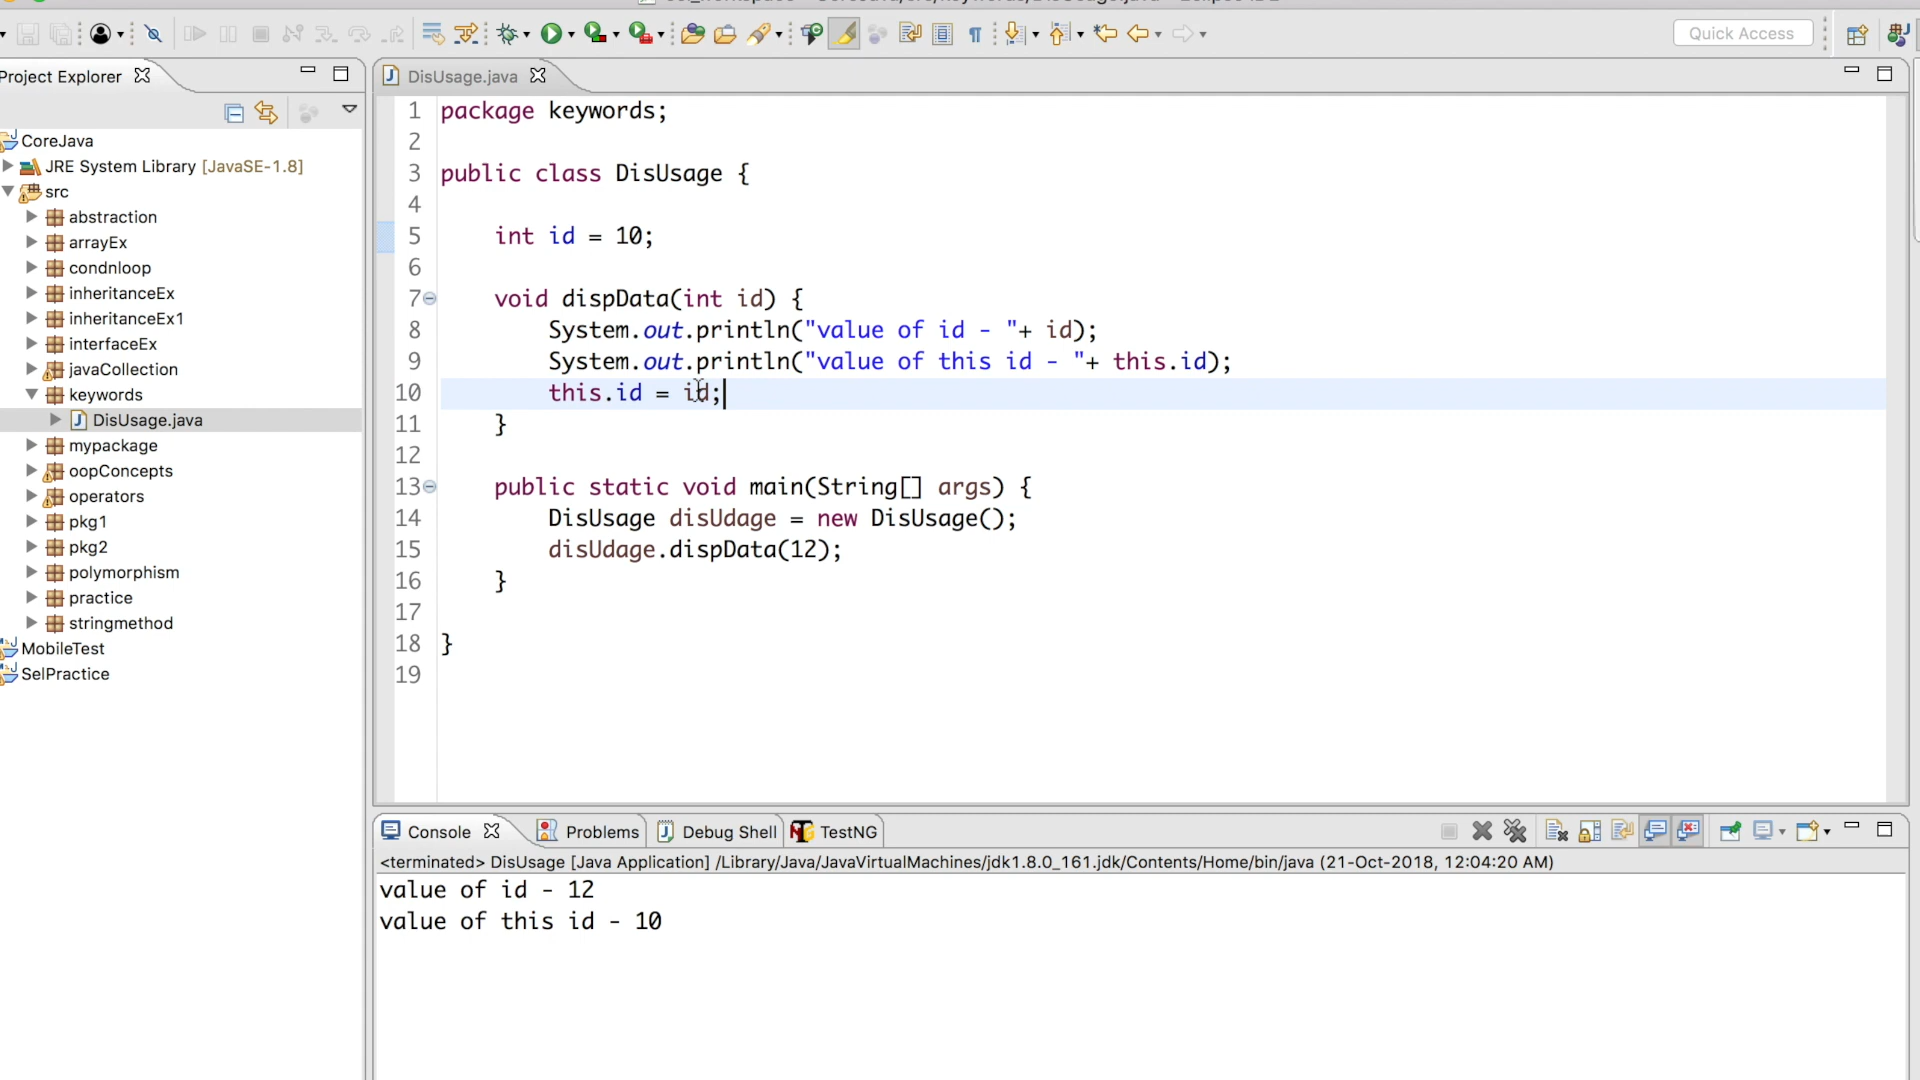 Quick Access
Project Explorer
CoreJava
JRE System Library [JavaSE-1.8]
src
abstraction
arrayEx
condnloop
inheritanceEx
inheritanceEx1
interfaceEx
javaCollection
keywords
DisUsage.java
mypackage
oopConcepts
operators
pkg1
pkg2
polymorphism
practice
stringmethod
MobileTest
SelPractice
DisUsage.java
1 package keywords;
2
3 public class DisUsage {
4
5 int id = 10;
6
7 void dispData(int id) {
8 System.out.println("value of id - "+ id);
9 System.out.println("value of this id - "+ this.id);
10 this.id = id;
11 }
12
13 public static void main(String[] args) {
14 DisUsage disUdage = new DisUsage();
15 disUdage.dispData(12);
16 }
17
18 }
19
Console Problems Debug Shell TestNG
<terminated> DisUsage [Java Application] /Library/Java/JavaVirtualMachines/jdk1.8.0_161.jdk/Contents/Home/bin/java (21-Oct-2018, 12:04:20 AM)
value of id - 12
value of this id - 10